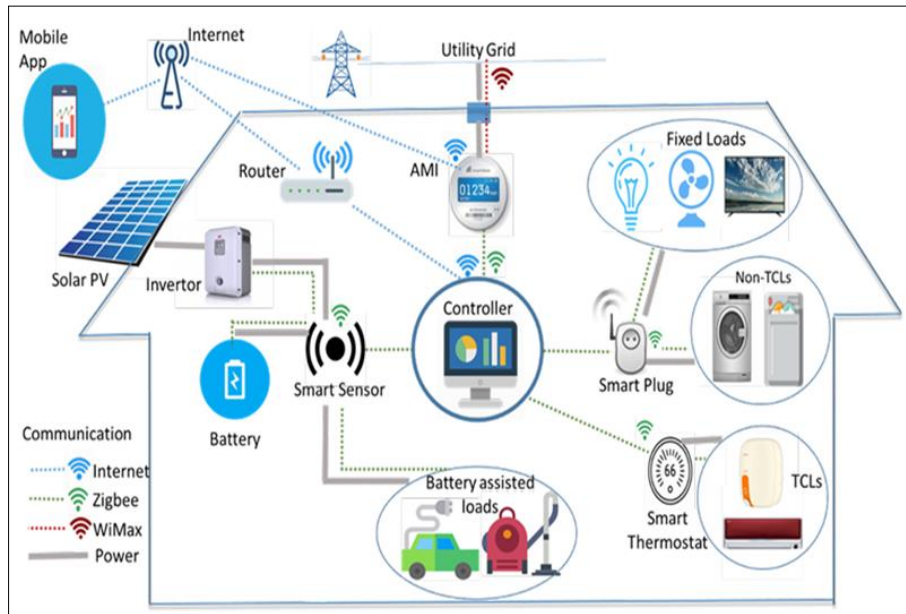 Mobile
App
Internet
Utility Grid
Router
AMI
01234
Fixed Loads
Solar PV
Invertor
Controller
Non-TCLs
Smart Sensor
Smart Plug
Battery
Communication
Internet
Zigbee
WiMax
Power
Battery assisted
loads
66
Smart
Thermostat
TCLs